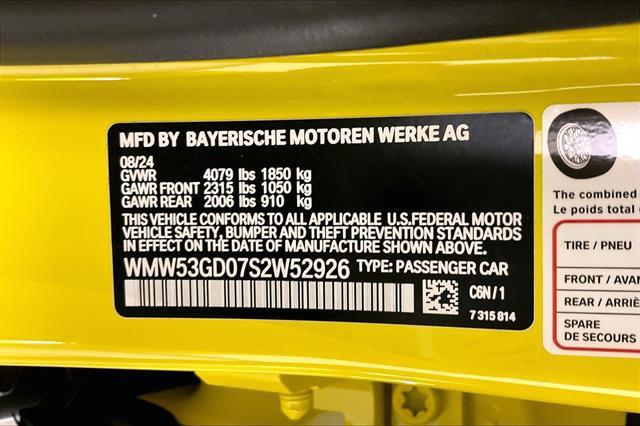 MFD BY BAYERISCHE MOTOREN WERKE AG
08/24
GVWR 4079 lbs 1850 kg
GAWR FRONT 2315 lbs 1050 kg
GAWR REAR 2006 lbs 910 kg
THIS VEHICLE CONFORMS TO ALL APPLICABLE U.S.FEDERAL MOTOR
VEHICLE SAFETY, BUMPER AND THEFT PREVENTION STANDARDS
IN EFFECT ON THE DATE OF MANUFACTURE SHOWN ABOVE.
WMW53GD07S2W52926 TYPE: PASSENGER CAR
C6N / 1
7 315 814
The combined
Le poids total
TIRE / PNEU
FRONT / AVAN
REAR / ARRIÈ
SPARE
DE SECOURS